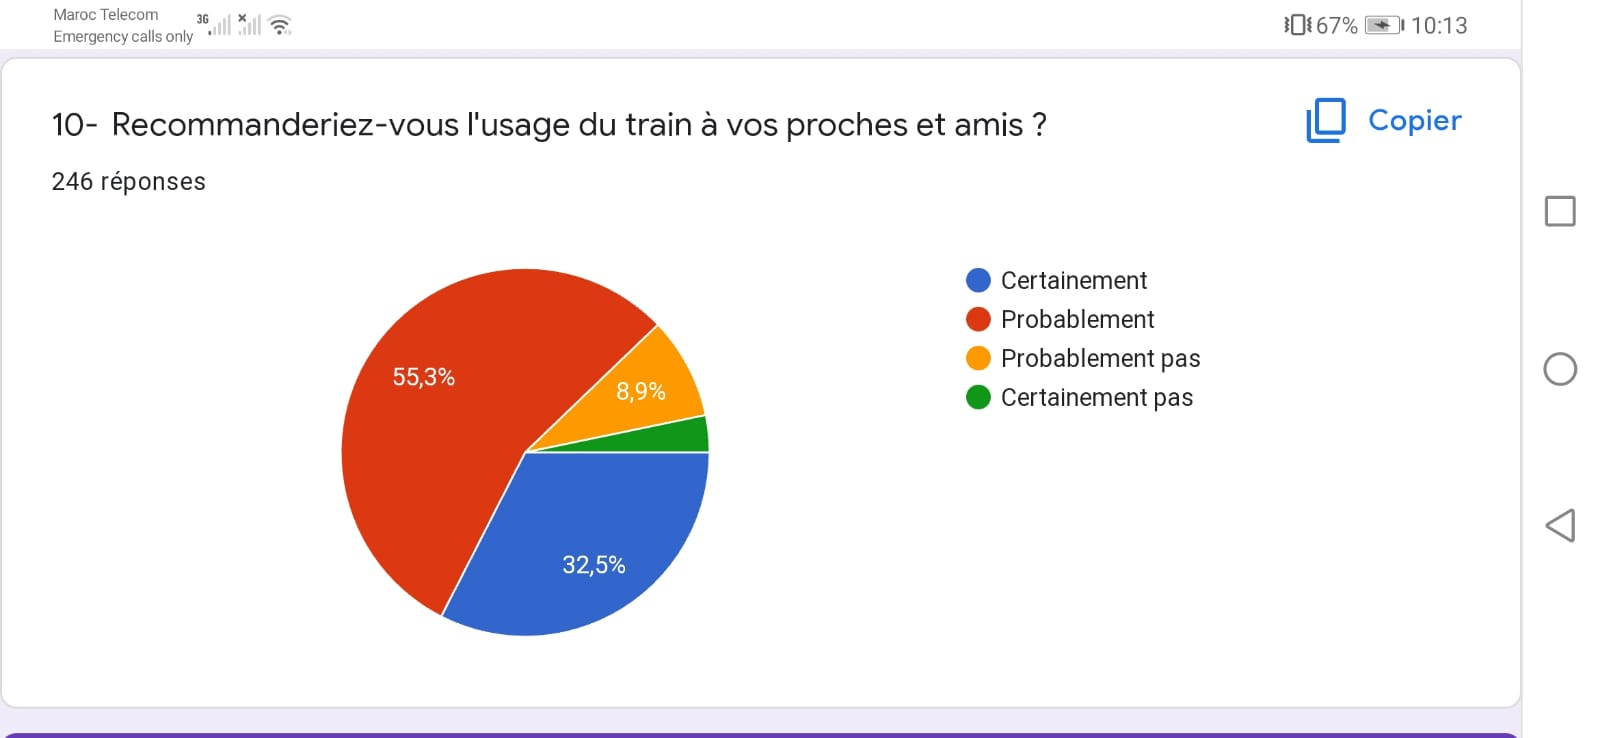 Maroc Telecom
Emergency calls only
3G
67%
10:13
10- Recommanderiez-vous l'usage du train à vos proches et amis ?
Copier
246 réponses
Certainement
Probablement
Probablement pas
Certainement pas
55,3%
8,9%
32,5%